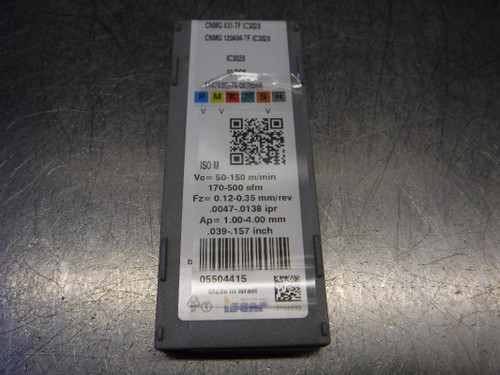 CNMG 431-TF IC3028
CNMG 120404-TF IC3028
IC3028
P M K N S H
V V V
ISO M
Vc= 50-150 m/min
170-500 sfm
Fz= 0.12-0.35 mm/rev
.0047-.0138 ipr
Ap= 1.00-4.00 mm
.039-.157 inch
05504415
Made in Israel
iscar